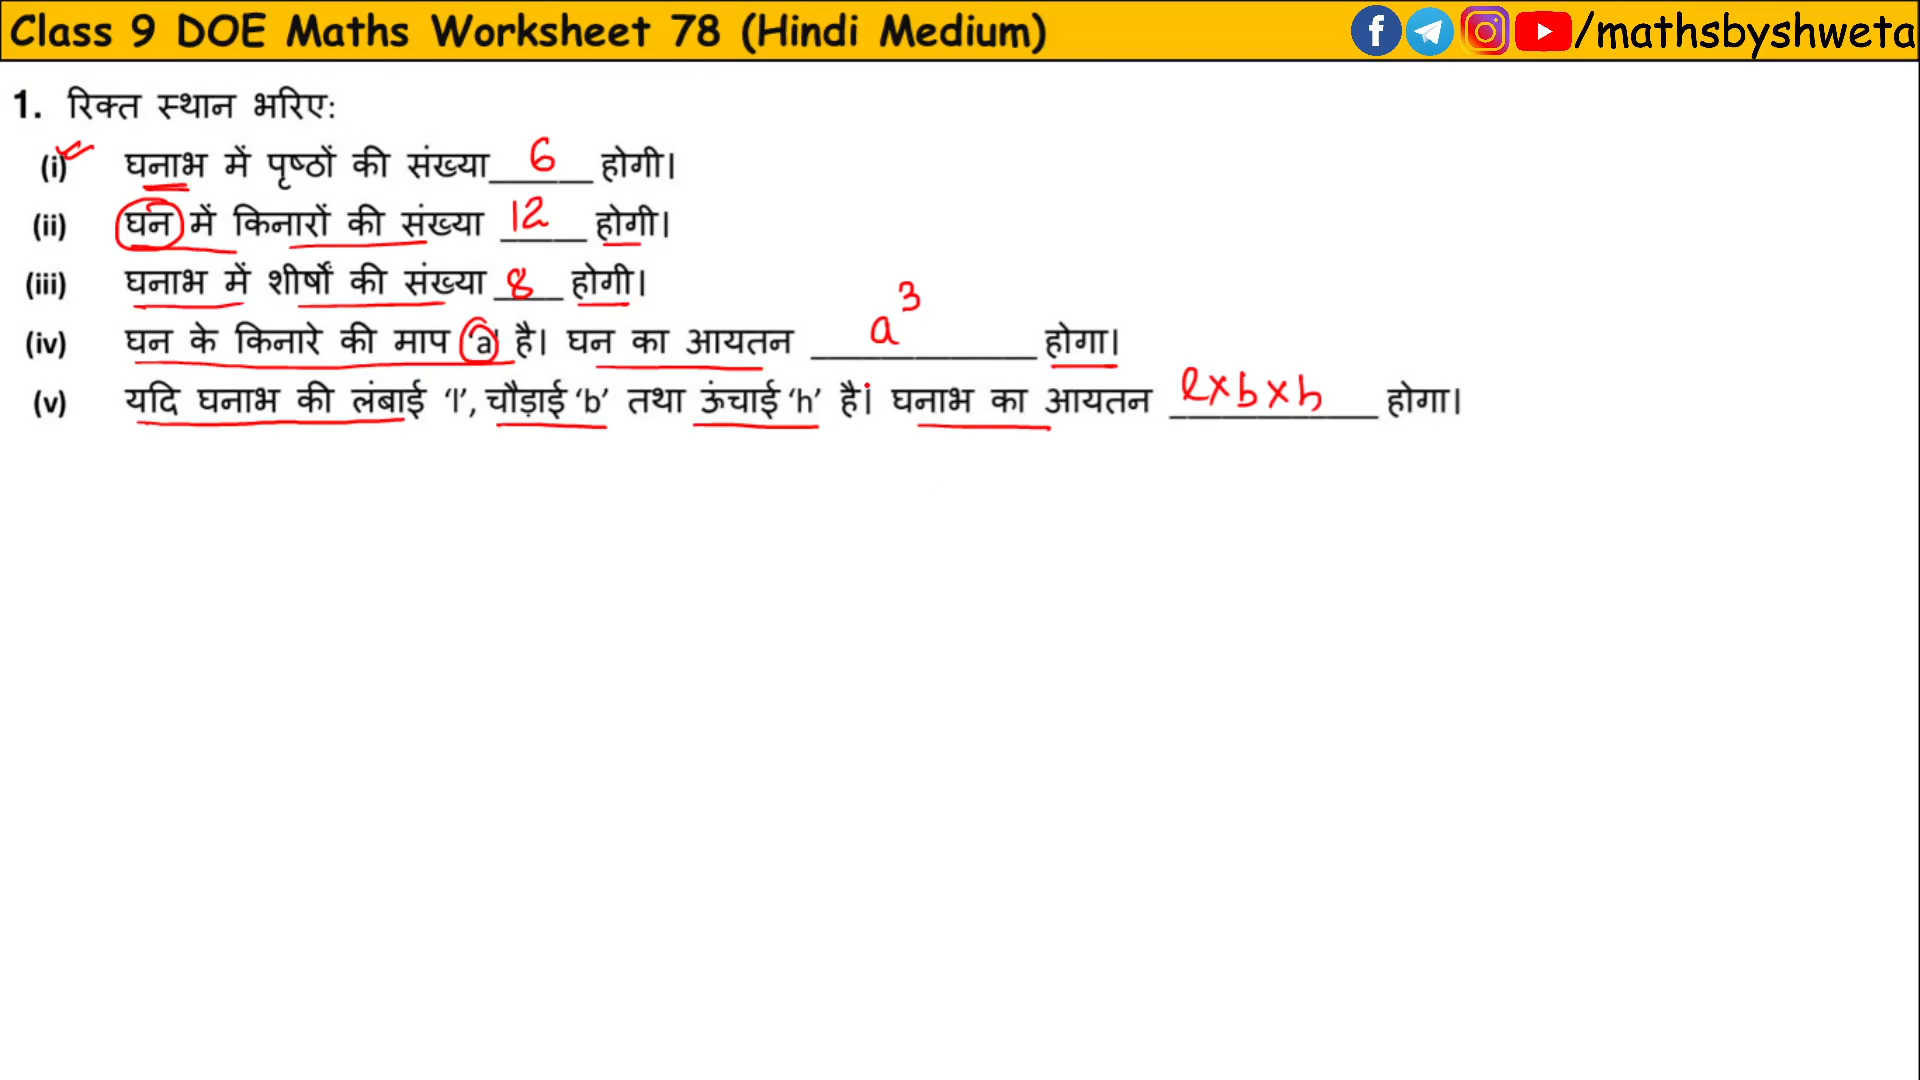 Class 9 DOE Maths Worksheet 78 (Hindi Medium) /mathsbyshweta
1. रिक्त स्थान भरिए:
(i) घनाभ में पृष्ठों की संख्या 6 होगी।
(ii) घन में किनारों की संख्या 12 होगी।
(iii) घनाभ में शीर्षों की संख्या 8 होगी।
(iv) घन के किनारे की माप 'a' है। घन का आयतन a³ होगा।
(v) यदि घनाभ की लंबाई ‘l’, चौड़ाई ‘b’ तथा ऊंचाई ‘h’ है। घनाभ का आयतन l×b×h होगा।